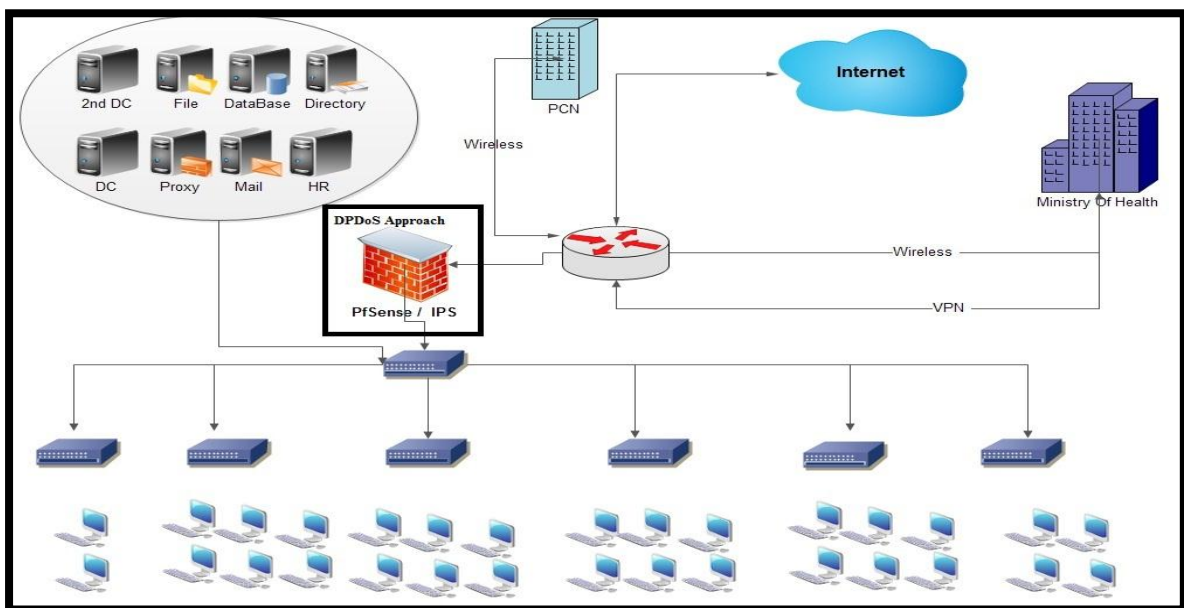 2nd DC
File
DataBase
Directory
DC
Proxy
Mail
HR
PCN
Internet
Wireless
Ministry Of Health
DPDoS Approach
PfSense / IPS
Wireless
VPN